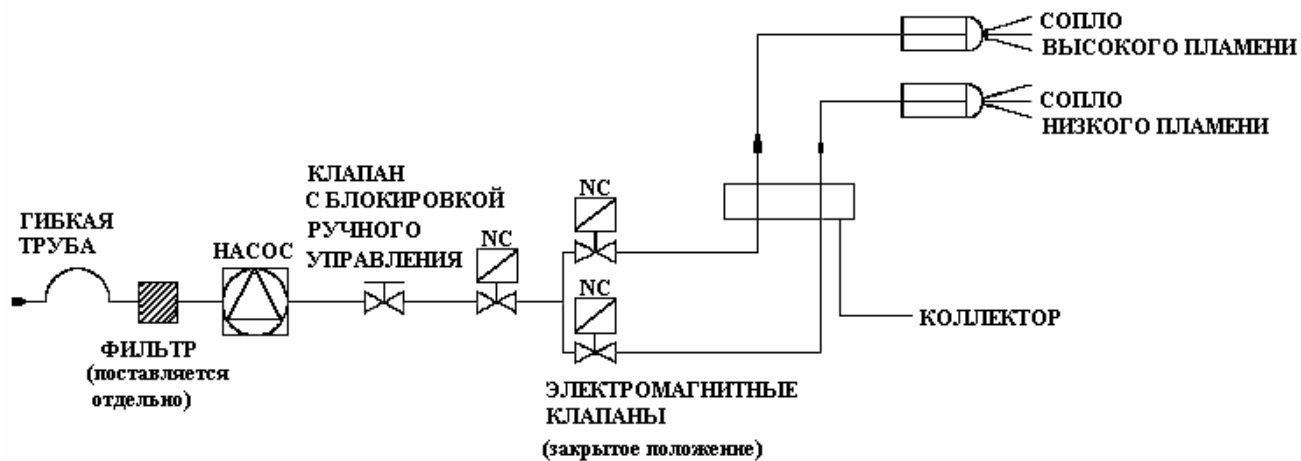 СОПЛО
ВЫСОКОГО ПЛАМЕНИ
СОПЛО
НИЗКОГО ПЛАМЕНИ
КЛАПАН
С БЛОКИРОВКОЙ
РУЧНОГО
УПРАВЛЕНИЯ
NC
NC
NC
ГИБКАЯ
ТРУБА
НАСОС
ФИЛЬТР
(поставляется
отдельно)
КОЛЛЕКТОР
ЭЛЕКТРОМАГНИТНЫЕ
КЛАПАНЫ
(закрытое положение)